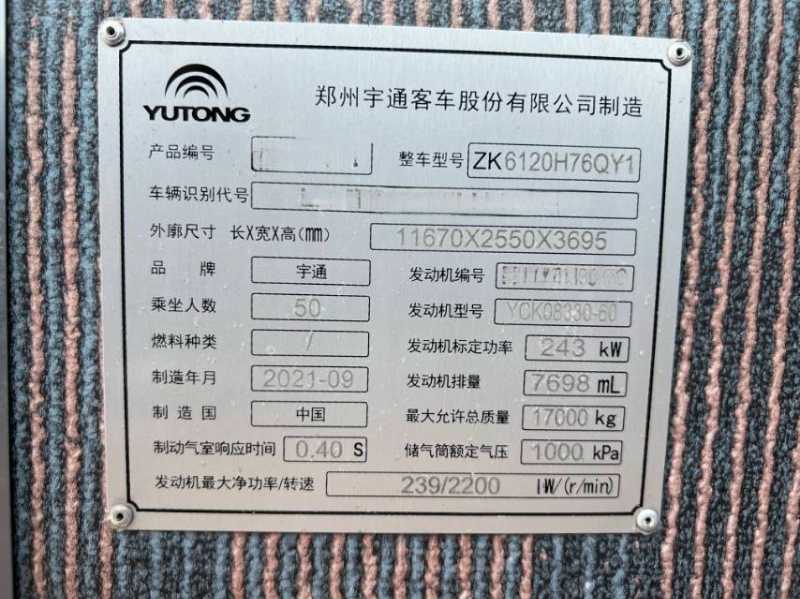 YUTONG 郑州宇通客车股份有限公司制造
产品编号 整车型号 ZK6120H76QY1
车辆识别代号
外廓尺寸 长X宽X高(mm) 11670X2550X3695
品牌 宇通 发动机编号
乘坐人数 50 发动机型号 YCK08330-60
燃料种类 / 发动机标定功率 243 kW
制造年月 2021-09 发动机排量 7698 mL
制造国 中国 最大允许总质量 17000 kg
制动气室响应时间 0.40 S 储气筒额定气压 1000 kPa
发动机最大净功率/转速 239/2200 kW/(r/min)